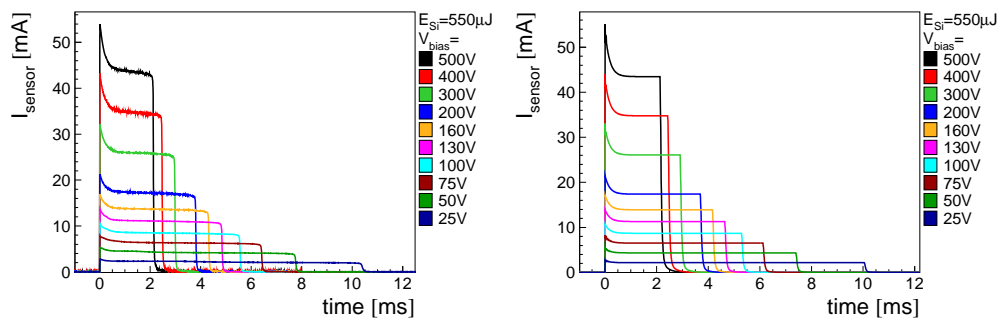 I_sensor [mA]
50
40
30
20
10
0
0 2 4 6 8 10 12
time [ms]
E_Si=550μJ
V_bias=
500V
400V
300V
200V
160V
130V
100V
75V
50V
25V
I_sensor [mA]
50
40
30
20
10
0
0 2 4 6 8 10 12
time [ms]
E_Si=550μJ
V_bias=
500V
400V
300V
200V
160V
130V
100V
75V
50V
25V